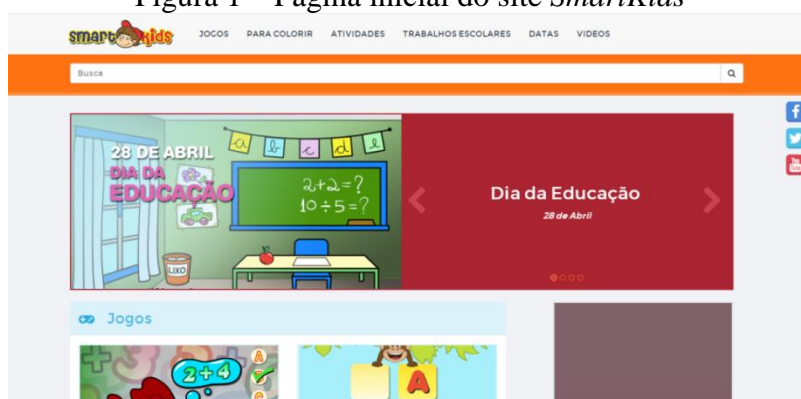 Figura 1 – Página inicial do site SmartKids
smart kids
JOGOS PARA COLORIR ATIVIDADES TRABALHOS ESCOLARES DATAS VIDEOS
Busca
28 DE ABRIL
DIA DA
EDUCAÇÃO
a b c d e
2+2=?
10÷5=?
LIXO
Dia da Educação
28 de Abril
Jogos
2+4
A
C
A